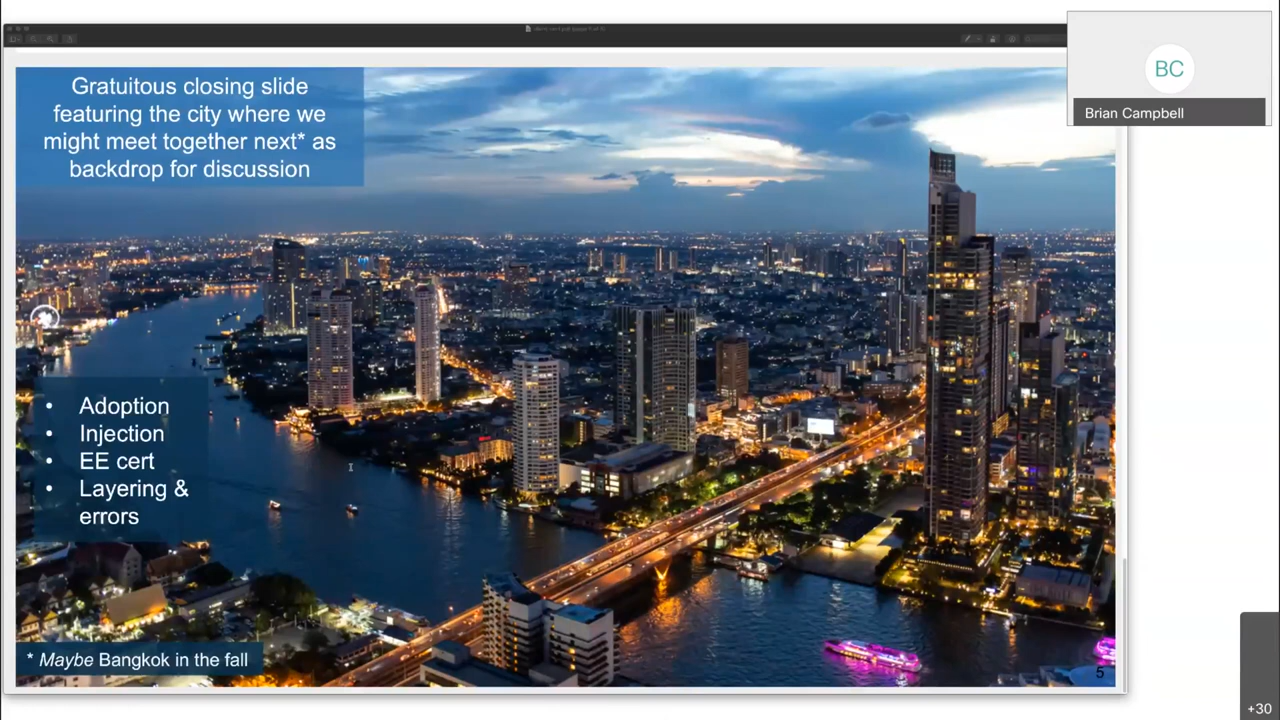 Gratuitous closing slide
featuring the city where we
might meet together next* as
backdrop for discussion
BC
Brian Campbell
• Adoption
• Injection
• EE cert
• Layering &
errors
* Maybe Bangkok in the fall
5
+30